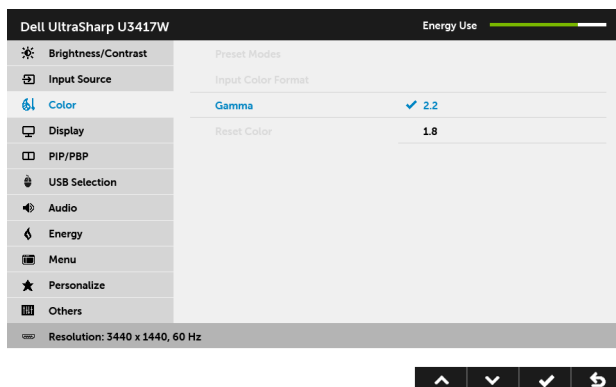 Dell UltraSharp U3417W
Energy Use
Brightness/Contrast
Preset Modes
Input Source
Input Color Format
Color
Gamma
2.2
Display
Reset Color
1.8
PIP/PBP
USB Selection
Audio
Energy
Menu
Personalize
Others
Resolution: 3440 x 1440, 60 Hz